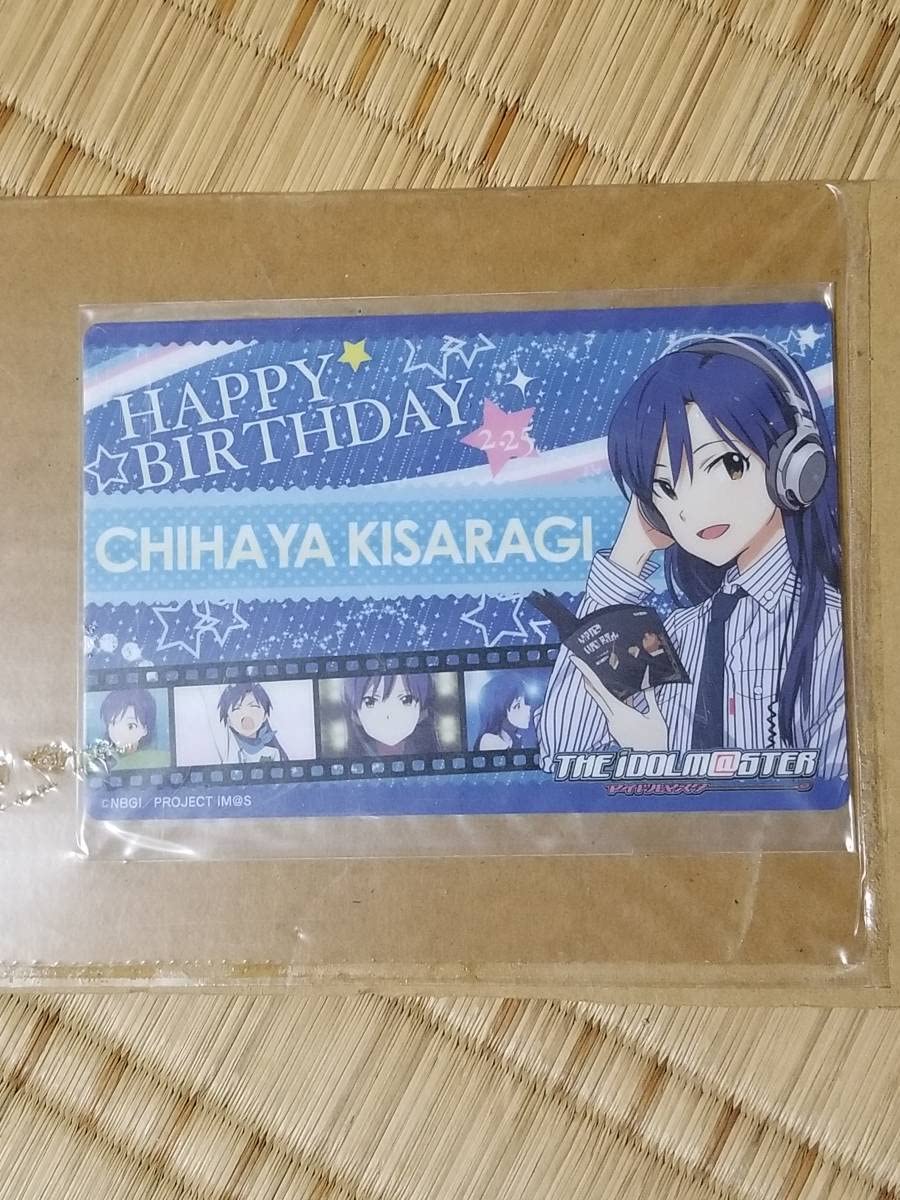 HAPPY
BIRTHDAY
2.25
CHIHAYA KISARAGI
THE iDOLM@STER
アイドルマスター
©NBGI/PROJECT iM@S